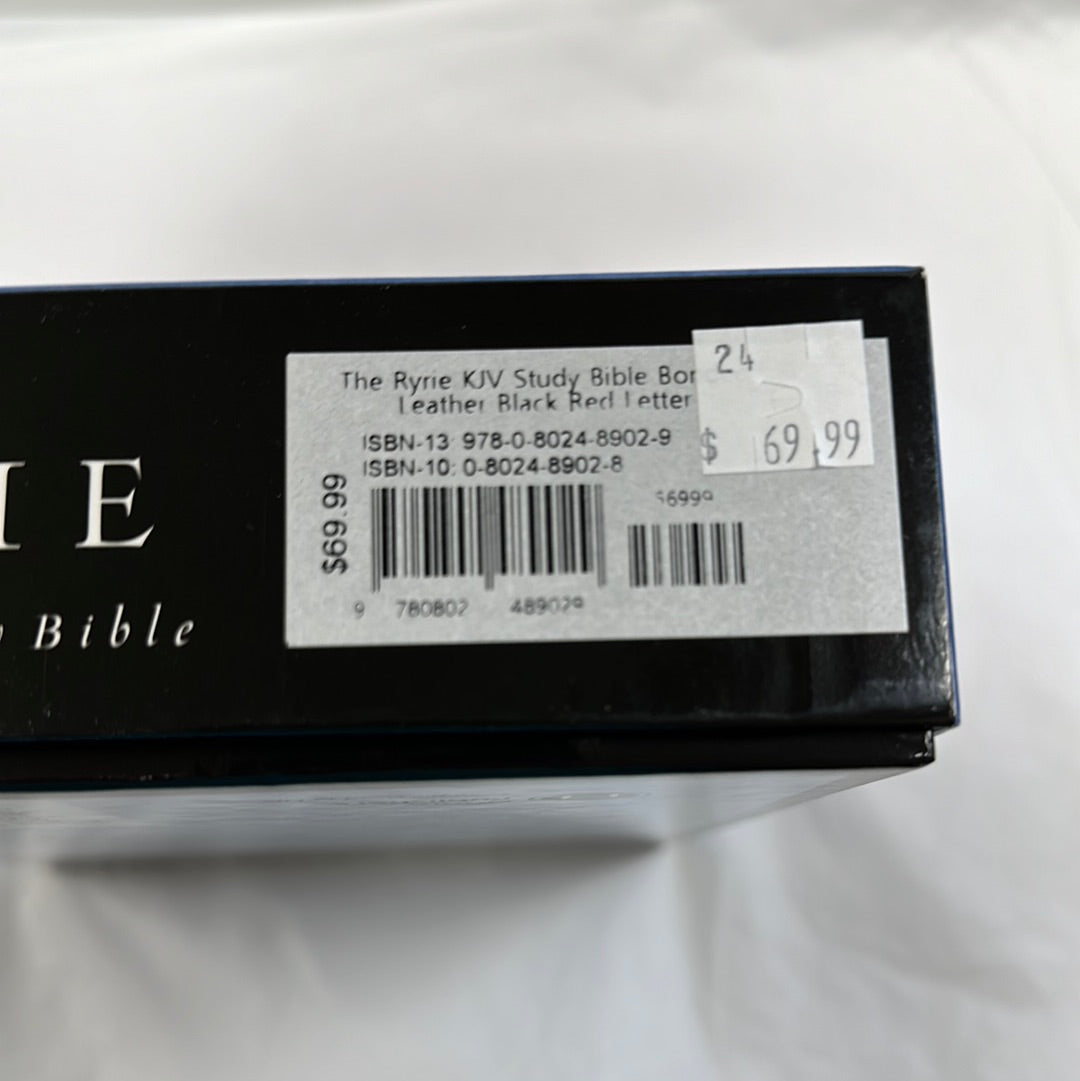 IE
Bible
The Ryrie KJV Study Bible Bon
Leather Black Red Letter
ISBN-13: 978-0-8024-8902-9
ISBN-10: 0-8024-8902-8
$69.99
9 780802 489029
56999
24
$ 69.99